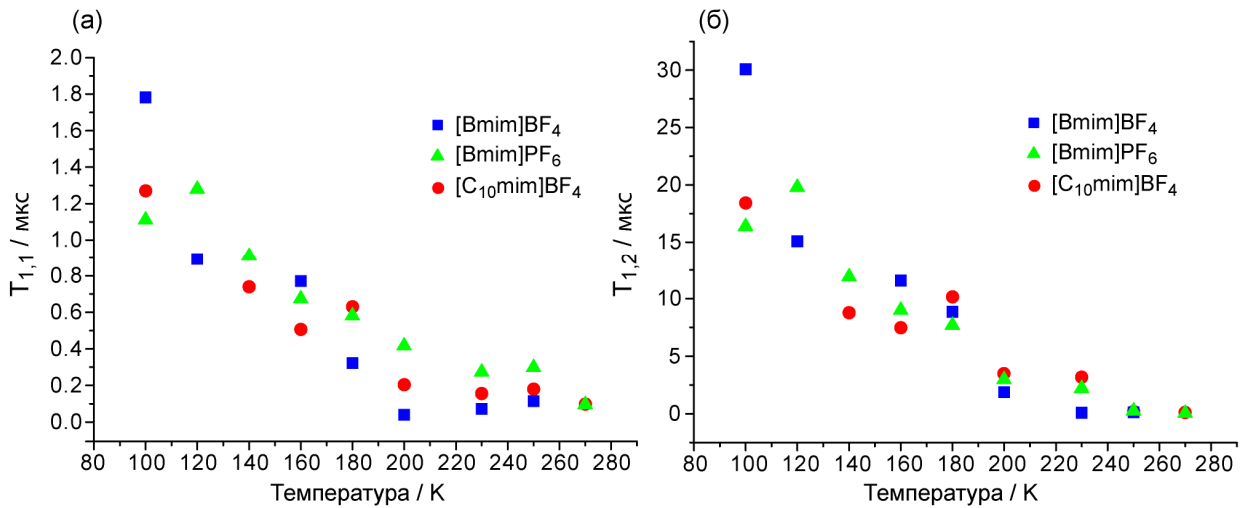 (а)
2.0
1.8
1.6
1.4
1.2
1.0
0.8
0.6
0.4
0.2
0.0
T1,1 / мкс
[Bmim]BF4
[Bmim]PF6
[C10mim]BF4
80 100 120 140 160 180 200 220 240 260 280
Температура / K
(б)
30
25
20
15
10
5
0
T1,2 / мкс
[Bmim]BF4
[Bmim]PF6
[C10mim]BF4
80 100 120 140 160 180 200 220 240 260 280
Температура / K